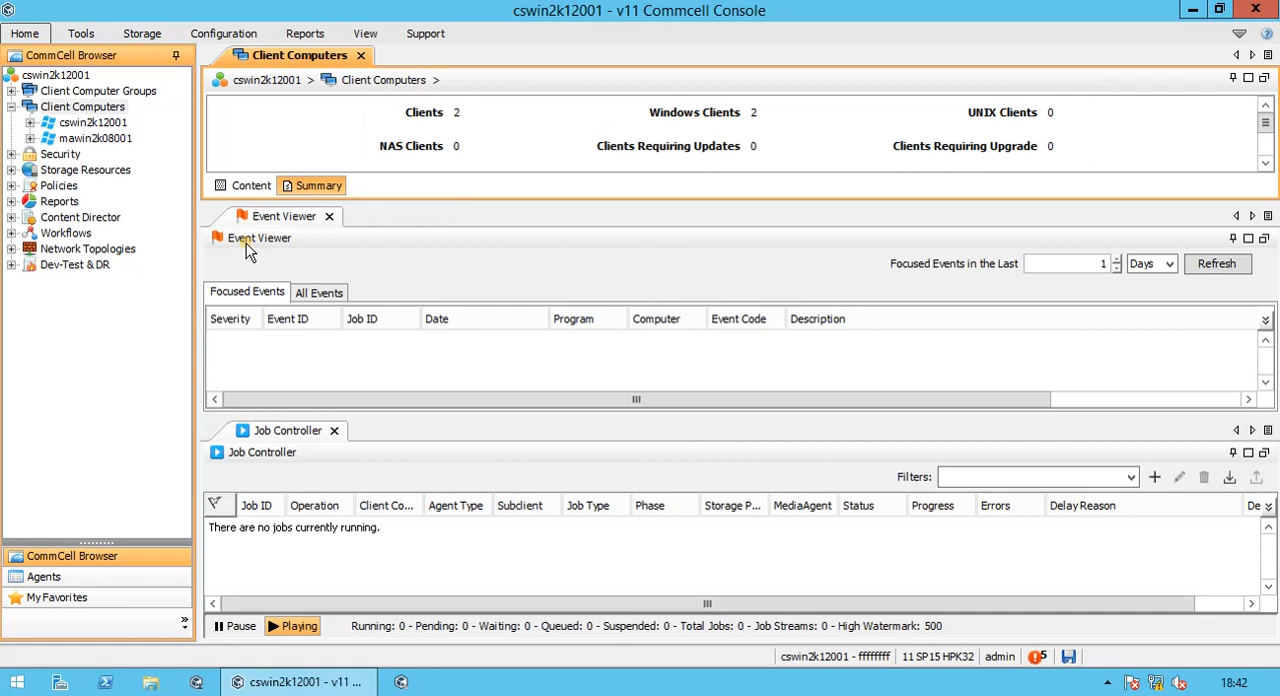 cswin2k12001 - v11 Commcell Console
Home Tools Storage Configuration Reports View Support
CommCell Browser
cswin2k12001
Client Computer Groups
Client Computers
cswin2k12001
mawin2k08001
Security
Storage Resources
Policies
Reports
Content Director
Workflows
Network Topologies
Dev-Test & DR
CommCell Browser
Agents
My Favorites
Client Computers
cswin2k12001 > Client Computers >
Clients 2 Windows Clients 2 UNIX Clients 0
NAS Clients 0 Clients Requiring Updates 0 Clients Requiring Upgrade 0
Content Summary
Event Viewer
Event Viewer
Focused Events in the Last 1 Days Refresh
Focused Events All Events
Severity Event ID Job ID Date Program Computer Event Code Description
Job Controller
Job Controller
Filters:
Job ID Operation Client Co... Agent Type Subclient Job Type Phase Storage P... MediaAgent Status Progress Errors Delay Reason De
There are no jobs currently running.
Pause Playing Running: 0 - Pending: 0 - Waiting: 0 - Queued: 0 - Suspended: 0 - Total Jobs: 0 - Job Streams: 0 - High Watermark: 500
cswin2k12001 - ffffffff 11 SP15 HPK32 admin 5
cswin2k12001 - v11 ... 18:42